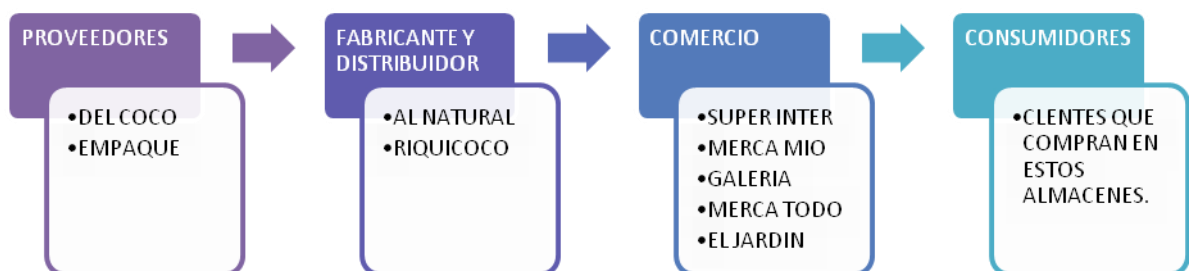 PROVEEDORES
•DEL COCO
•EMPAQUE
FABRICANTE Y
DISTRIBUIDOR
•AL NATURAL
•RIQUICOCO
COMERCIO
•SUPER INTER
•MERCA MIO
•GALERIA
•MERCA TODO
•EL JARDIN
CONSUMIDORES
•CLENTES QUE
COMPRAN EN
ESTOS
ALMACENES.